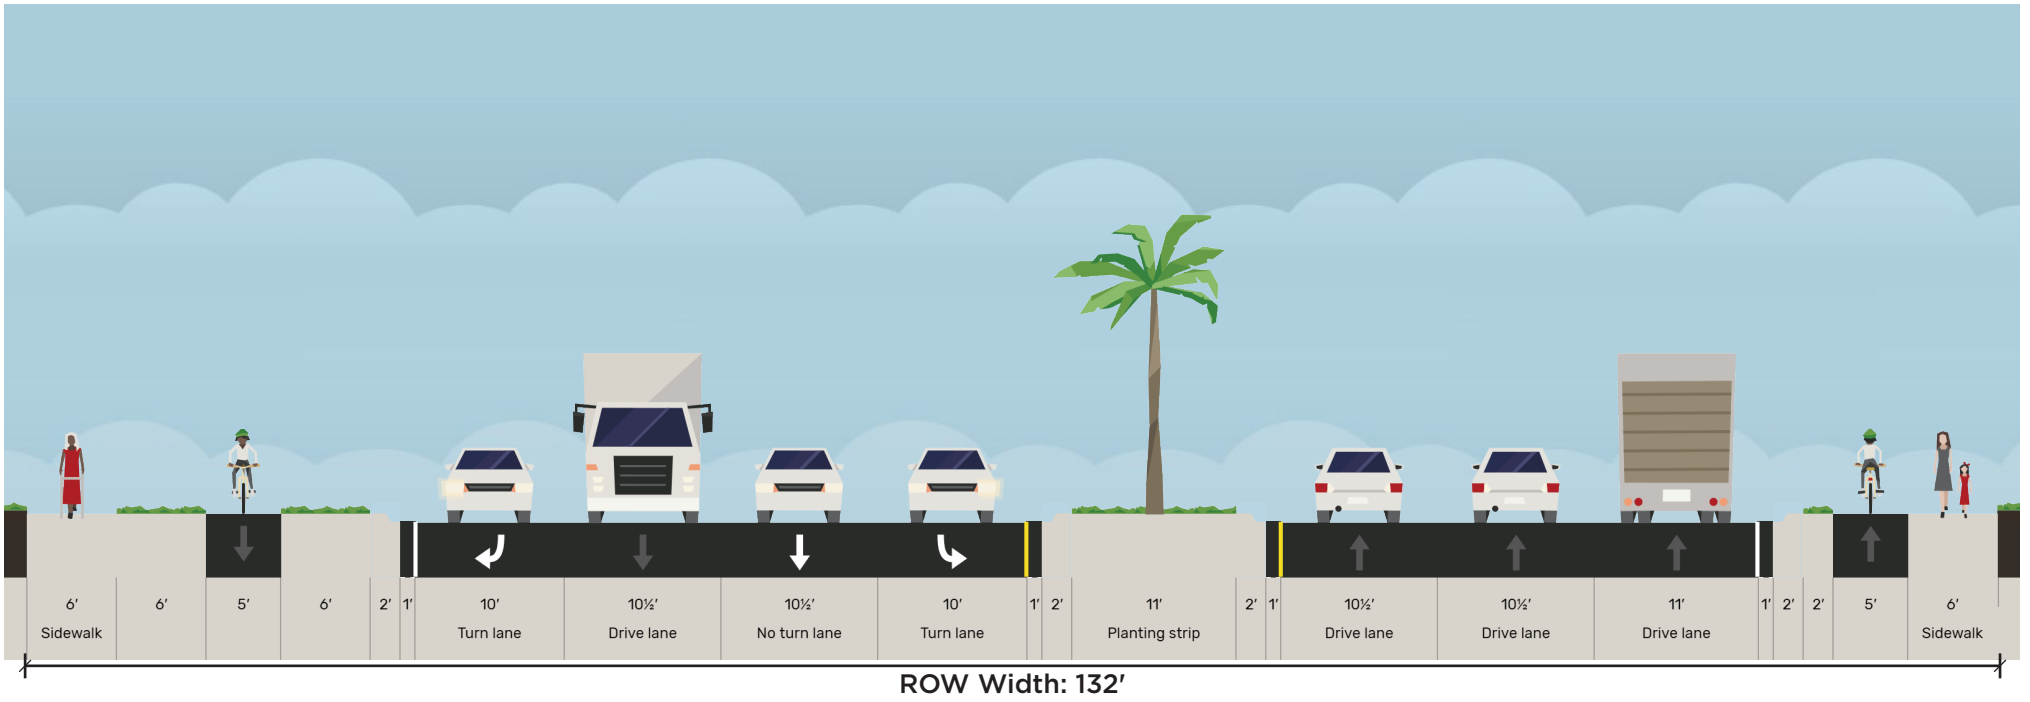 6’ 6’ 5’ 6’ 2’ 1’ 10’ 10½’ 10½’ 10’ 1’ 2’ 11’ 2’ 1’ 10½’ 10½’ 11’ 1’ 2’ 2’ 5’ 6’
Sidewalk Turn lane Drive lane No turn lane Turn lane Planting strip Drive lane Drive lane Drive lane Sidewalk
ROW Width: 132'